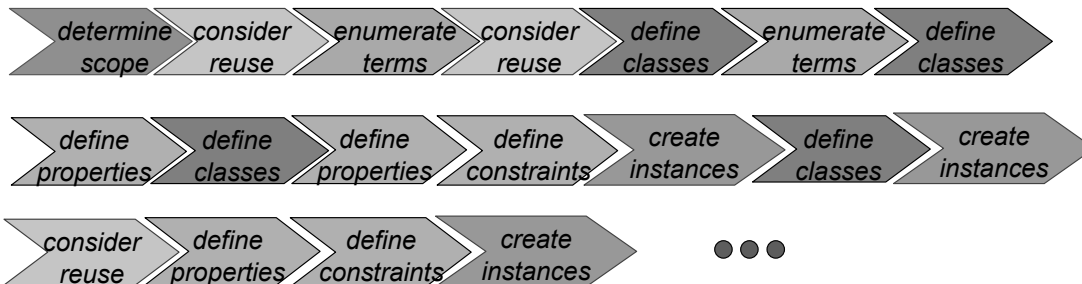 determine consider enumerate consider define enumerate define
scope reuse terms reuse classes terms classes
define define define define create define create
properties classes properties constraints instances classes instances
consider define define create
reuse properties constraints instances